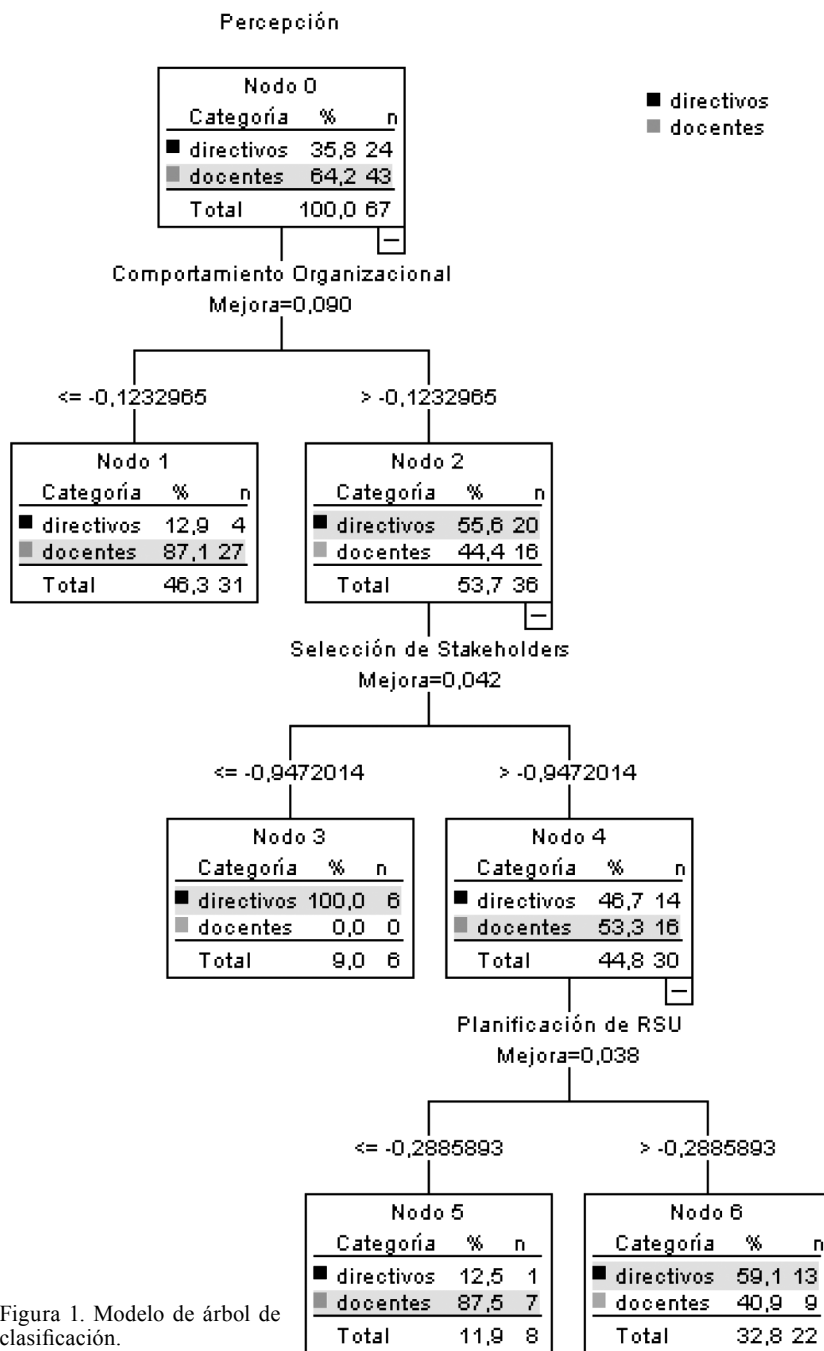 Percepción
directivos
docentes
Nodo 0
Categoría % n
directivos 35,8 24
docentes 64,2 43
Total 100,0 67
Comportamiento Organizacional
Mejora=0,090
<= -0,1232965
> -0,1232965
Nodo 1
Categoría % n
directivos 12,9 4
docentes 87,1 27
Total 46,3 31
Nodo 2
Categoría % n
directivos 55,6 20
docentes 44,4 16
Total 53,7 36
Selección de Stakeholders
Mejora=0,042
<= -0,9472014
> -0,9472014
Nodo 3
Categoría % n
directivos 100,0 6
docentes 0,0 0
Total 9,0 6
Nodo 4
Categoría % n
directivos 46,7 14
docentes 53,3 16
Total 44,8 30
Planificación de RSU
Mejora=0,038
<= -0,2885893
> -0,2885893
Nodo 5
Categoría % n
directivos 12,5 1
docentes 87,5 7
Total 11,9 8
Nodo 6
Categoría % n
directivos 59,1 13
docentes 40,9 9
Total 32,8 22
Figura 1. Modelo de árbol de
clasificación.